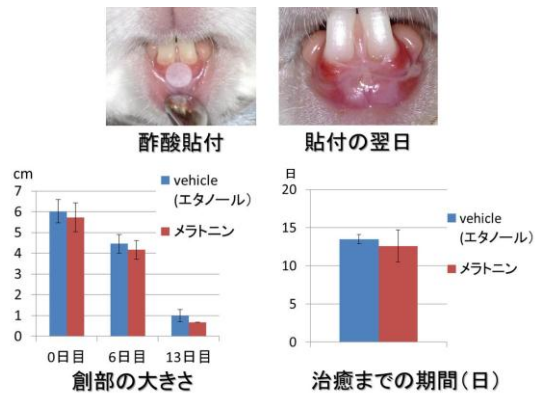 酢酸貼付
貼付の翌日
cm
7
6
5
4
3
2
1
0
0日目
6日目
13日目
vehicle
(エタノール)
メラトニン
創部の大きさ
日
20
15
10
5
0
vehicle
(エタノール)
メラトニン
治癒までの期間(日)